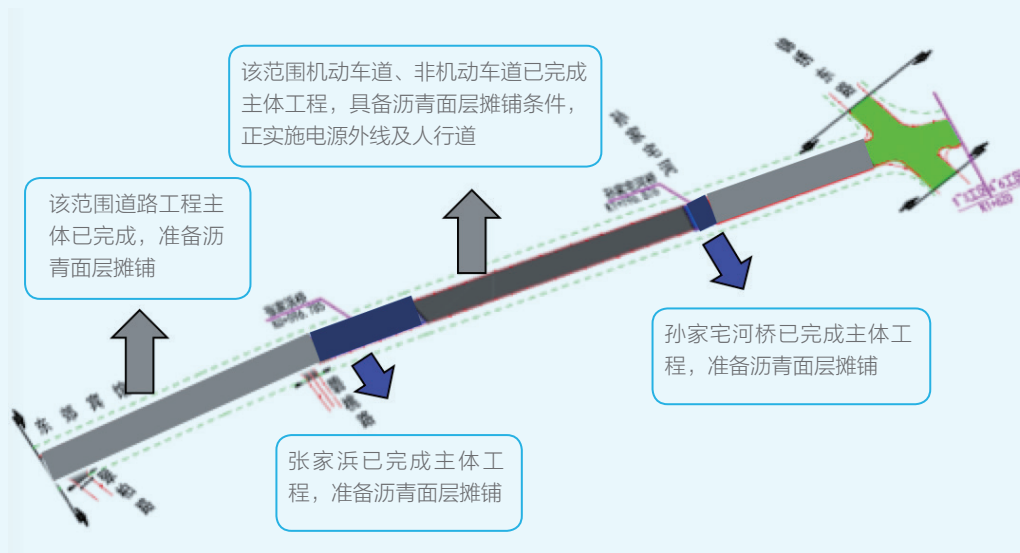 该范围机动车道、非机动车道已完成
主体工程，具备沥青面层摊铺条件，
正实施电源外线及人行道
该范围道路工程主
体已完成，准备沥
青面层摊铺
孙家宅河桥已完成主体工
程，准备沥青面层摊铺
东郊宾馆
张家浜已完成主体工
程，准备沥青面层摊铺